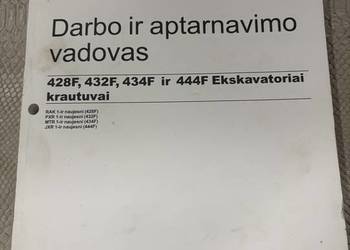 Darbo ir aptarnavimo
vadovas
428F, 432F, 434F ir 444F Ekskavatoriai
krautuvai
RAK 1-ir naujesni (428F)
PXR 1-ir naujesni (432F)
MTR 1-ir naujesni (434F)
JXR 1-ir naujesni (444F)